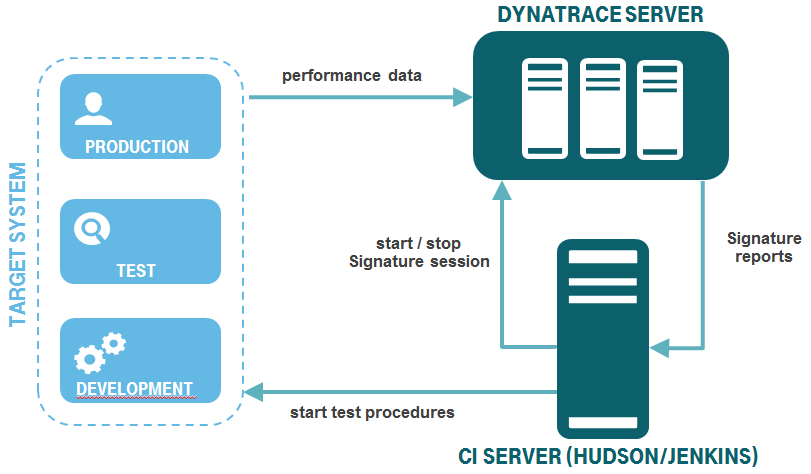 DYNATRACE SERVER
performance data
PRODUCTION
TEST
DEVELOPMENT
TARGET SYSTEM
start / stop
Signature session
Signature
reports
start test procedures
CI SERVER (HUDSON/JENKINS)